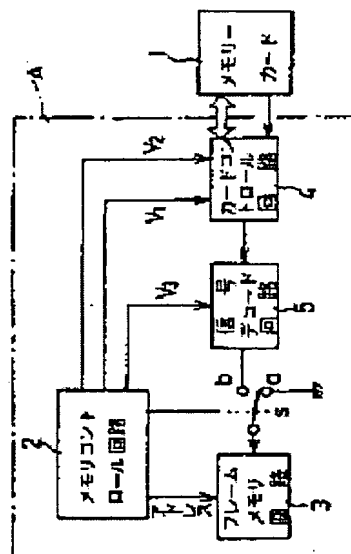 1
メモリー
カード
A
V2
V1
カードコン
トロール
回路
4
V3
信号
デコード
回路
5
b
a
s
2
メモリコント
ロール回路
アドレス
フレーム
メモリ
回路
3